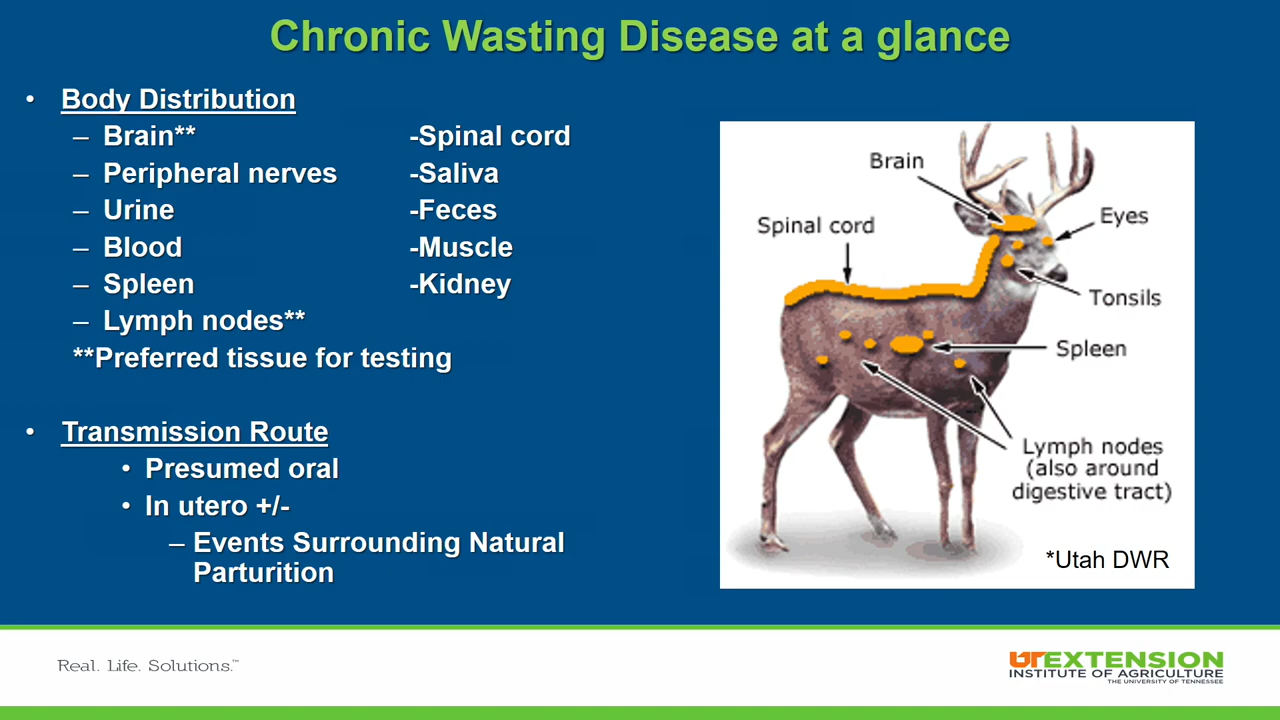 Chronic Wasting Disease at a glance
• Body Distribution
– Brain** -Spinal cord
– Peripheral nerves -Saliva
– Urine -Feces
– Blood -Muscle
– Spleen -Kidney
– Lymph nodes**
**Preferred tissue for testing
• Transmission Route
• Presumed oral
• In utero +/-
– Events Surrounding Natural
Parturition
Brain
Spinal cord
Eyes
Tonsils
Spleen
Lymph nodes
(also around
digestive tract)
*Utah DWR
Real. Life. Solutions.™
UT EXTENSION
INSTITUTE OF AGRICULTURE
THE UNIVERSITY OF TENNESSEE